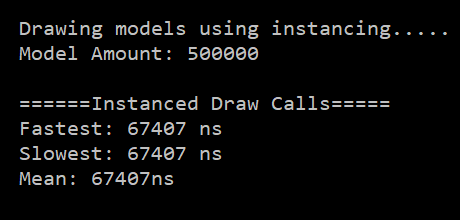 Drawing models using instancing.....
Model Amount: 500000
======Instanced Draw Calls=====
Fastest: 67407 ns
Slowest: 67407 ns
Mean: 67407ns